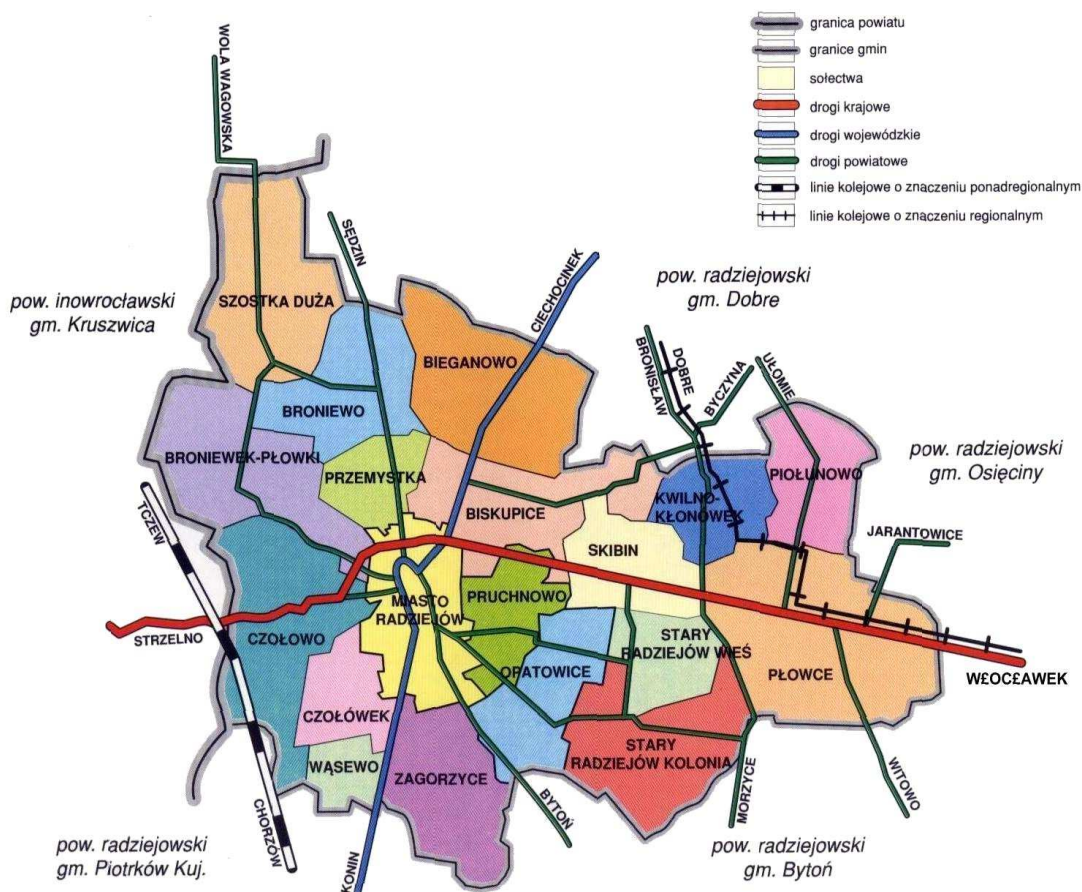 granica powiatu
granice gmin
sołectwa
drogi krajowe
drogi wojewódzkie
drogi powiatowe
linie kolejowe o znaczeniu ponadregionalnym
linie kolejowe o znaczeniu regionalnym
WOLA WAGOWSKA
SĘDZIN
CIECHOCINEK
pow. inowrocławski
gm. Kruszwica
pow. radziejowski
gm. Dobre
SZOSTKA DUŻA
BIEGANOWO
BRONISŁAW
DOBRE
BYCZYNA
UŁOMIE
BRONIEWO
BRONIEWEK-PŁOWKI
PRZEMYSTKA
BISKUPICE
KWILNO-
KŁONÓWEK
PIOŁUNOWO
pow. radziejowski
gm. Osięciny
TCZEW
JARANTOWICE
SKIBIN
MIASTO
RADZIEJÓW
PRUCHNOWO
STRZELNO
CZOŁOWO
STARY
RADZIEJÓW WIEŚ
OPATOWICE
PŁOWCE
W£OC£AWEK
CZOŁÓWEK
WĄSEWO
ZAGORZYCE
STARY
RADZIEJÓW KOLONIA
CHORZÓW
KONIN
BYTOŃ
MORZYCE
WITOWO
pow. radziejowski
gm. Piotrków Kuj.
pow. radziejowski
gm. Bytoń